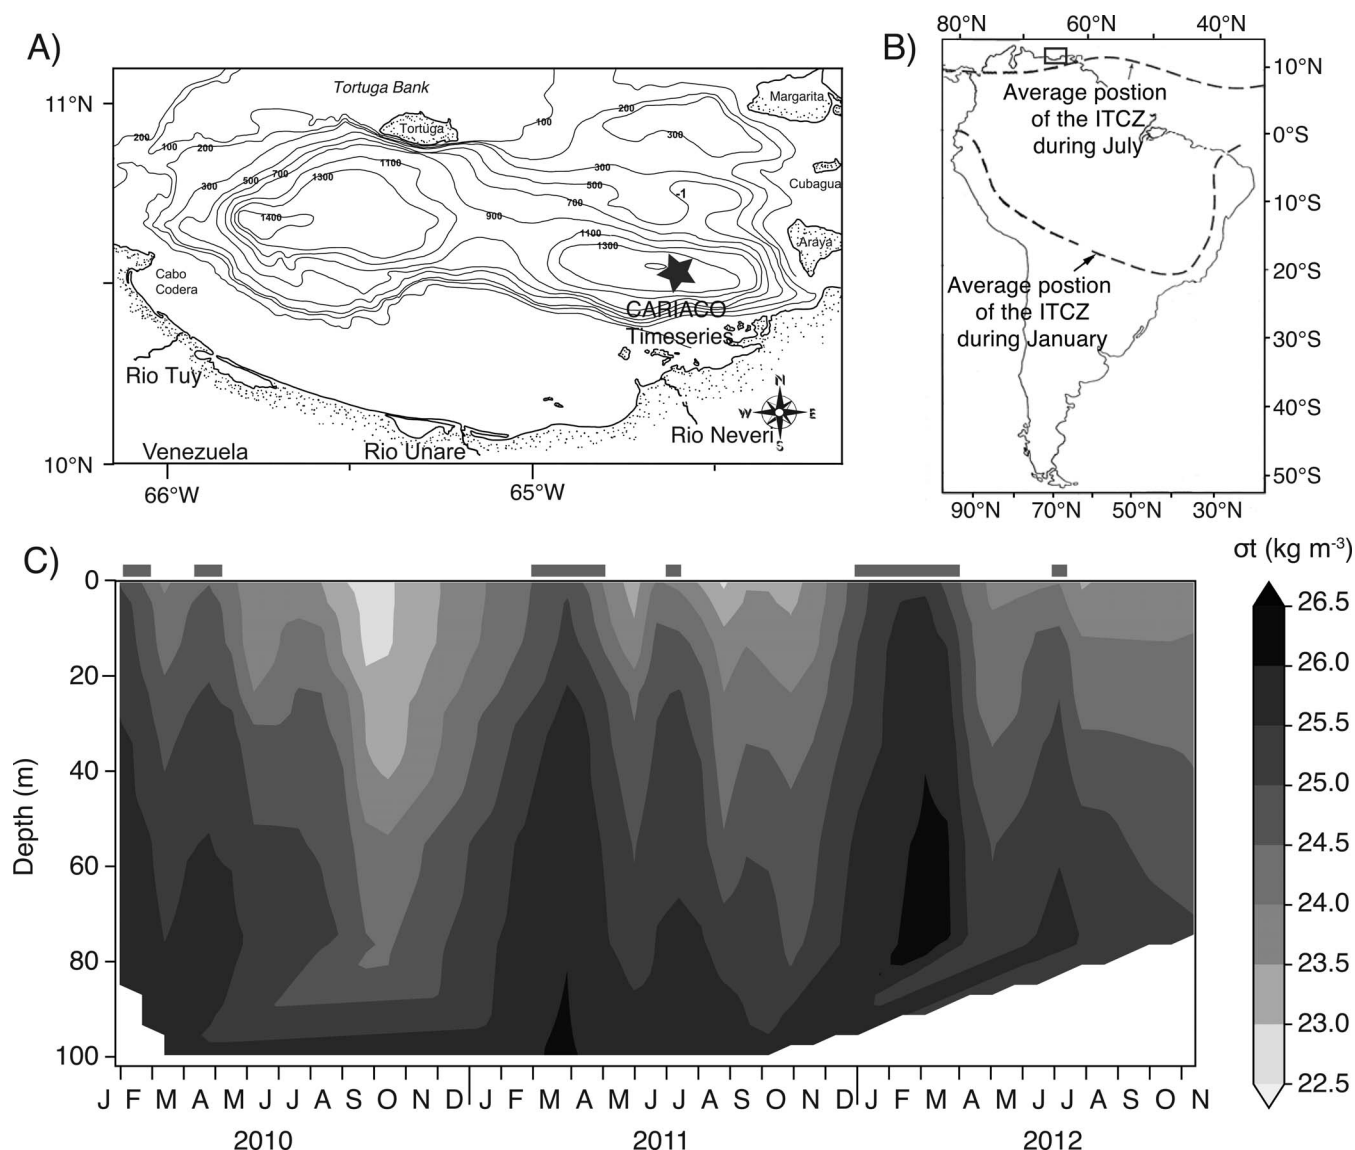 A)
11°N
10°N
66°W
65°W
Tortuga Bank
Tortuga
Margarita
Cubagua
Araya
Cabo
Codera
200
100
200
300
500
700
1100
1300
1400
900
100
200
300
300
500
700
-1
1100
1300
CARIACO
Timeseries
Rio Tuy
Venezuela
Rio Unare
Rio Neveri
N
W
E
S
B)
80°N
60°N
40°N
10°N
0°S
10°S
20°S
30°S
40°S
50°S
Average postion
of the ITCZ
during July
Average postion
of the ITCZ
during January
90°N
70°N
50°N
30°N
C)
σt (kg m-3)
26.5
26.0
25.5
25.0
24.5
24.0
23.5
23.0
22.5
Depth (m)
0
20
40
60
80
100
J F M A M J J A S O N D J F M A M J J A S O N D J F M A M J J A S O N
2010
2011
2012